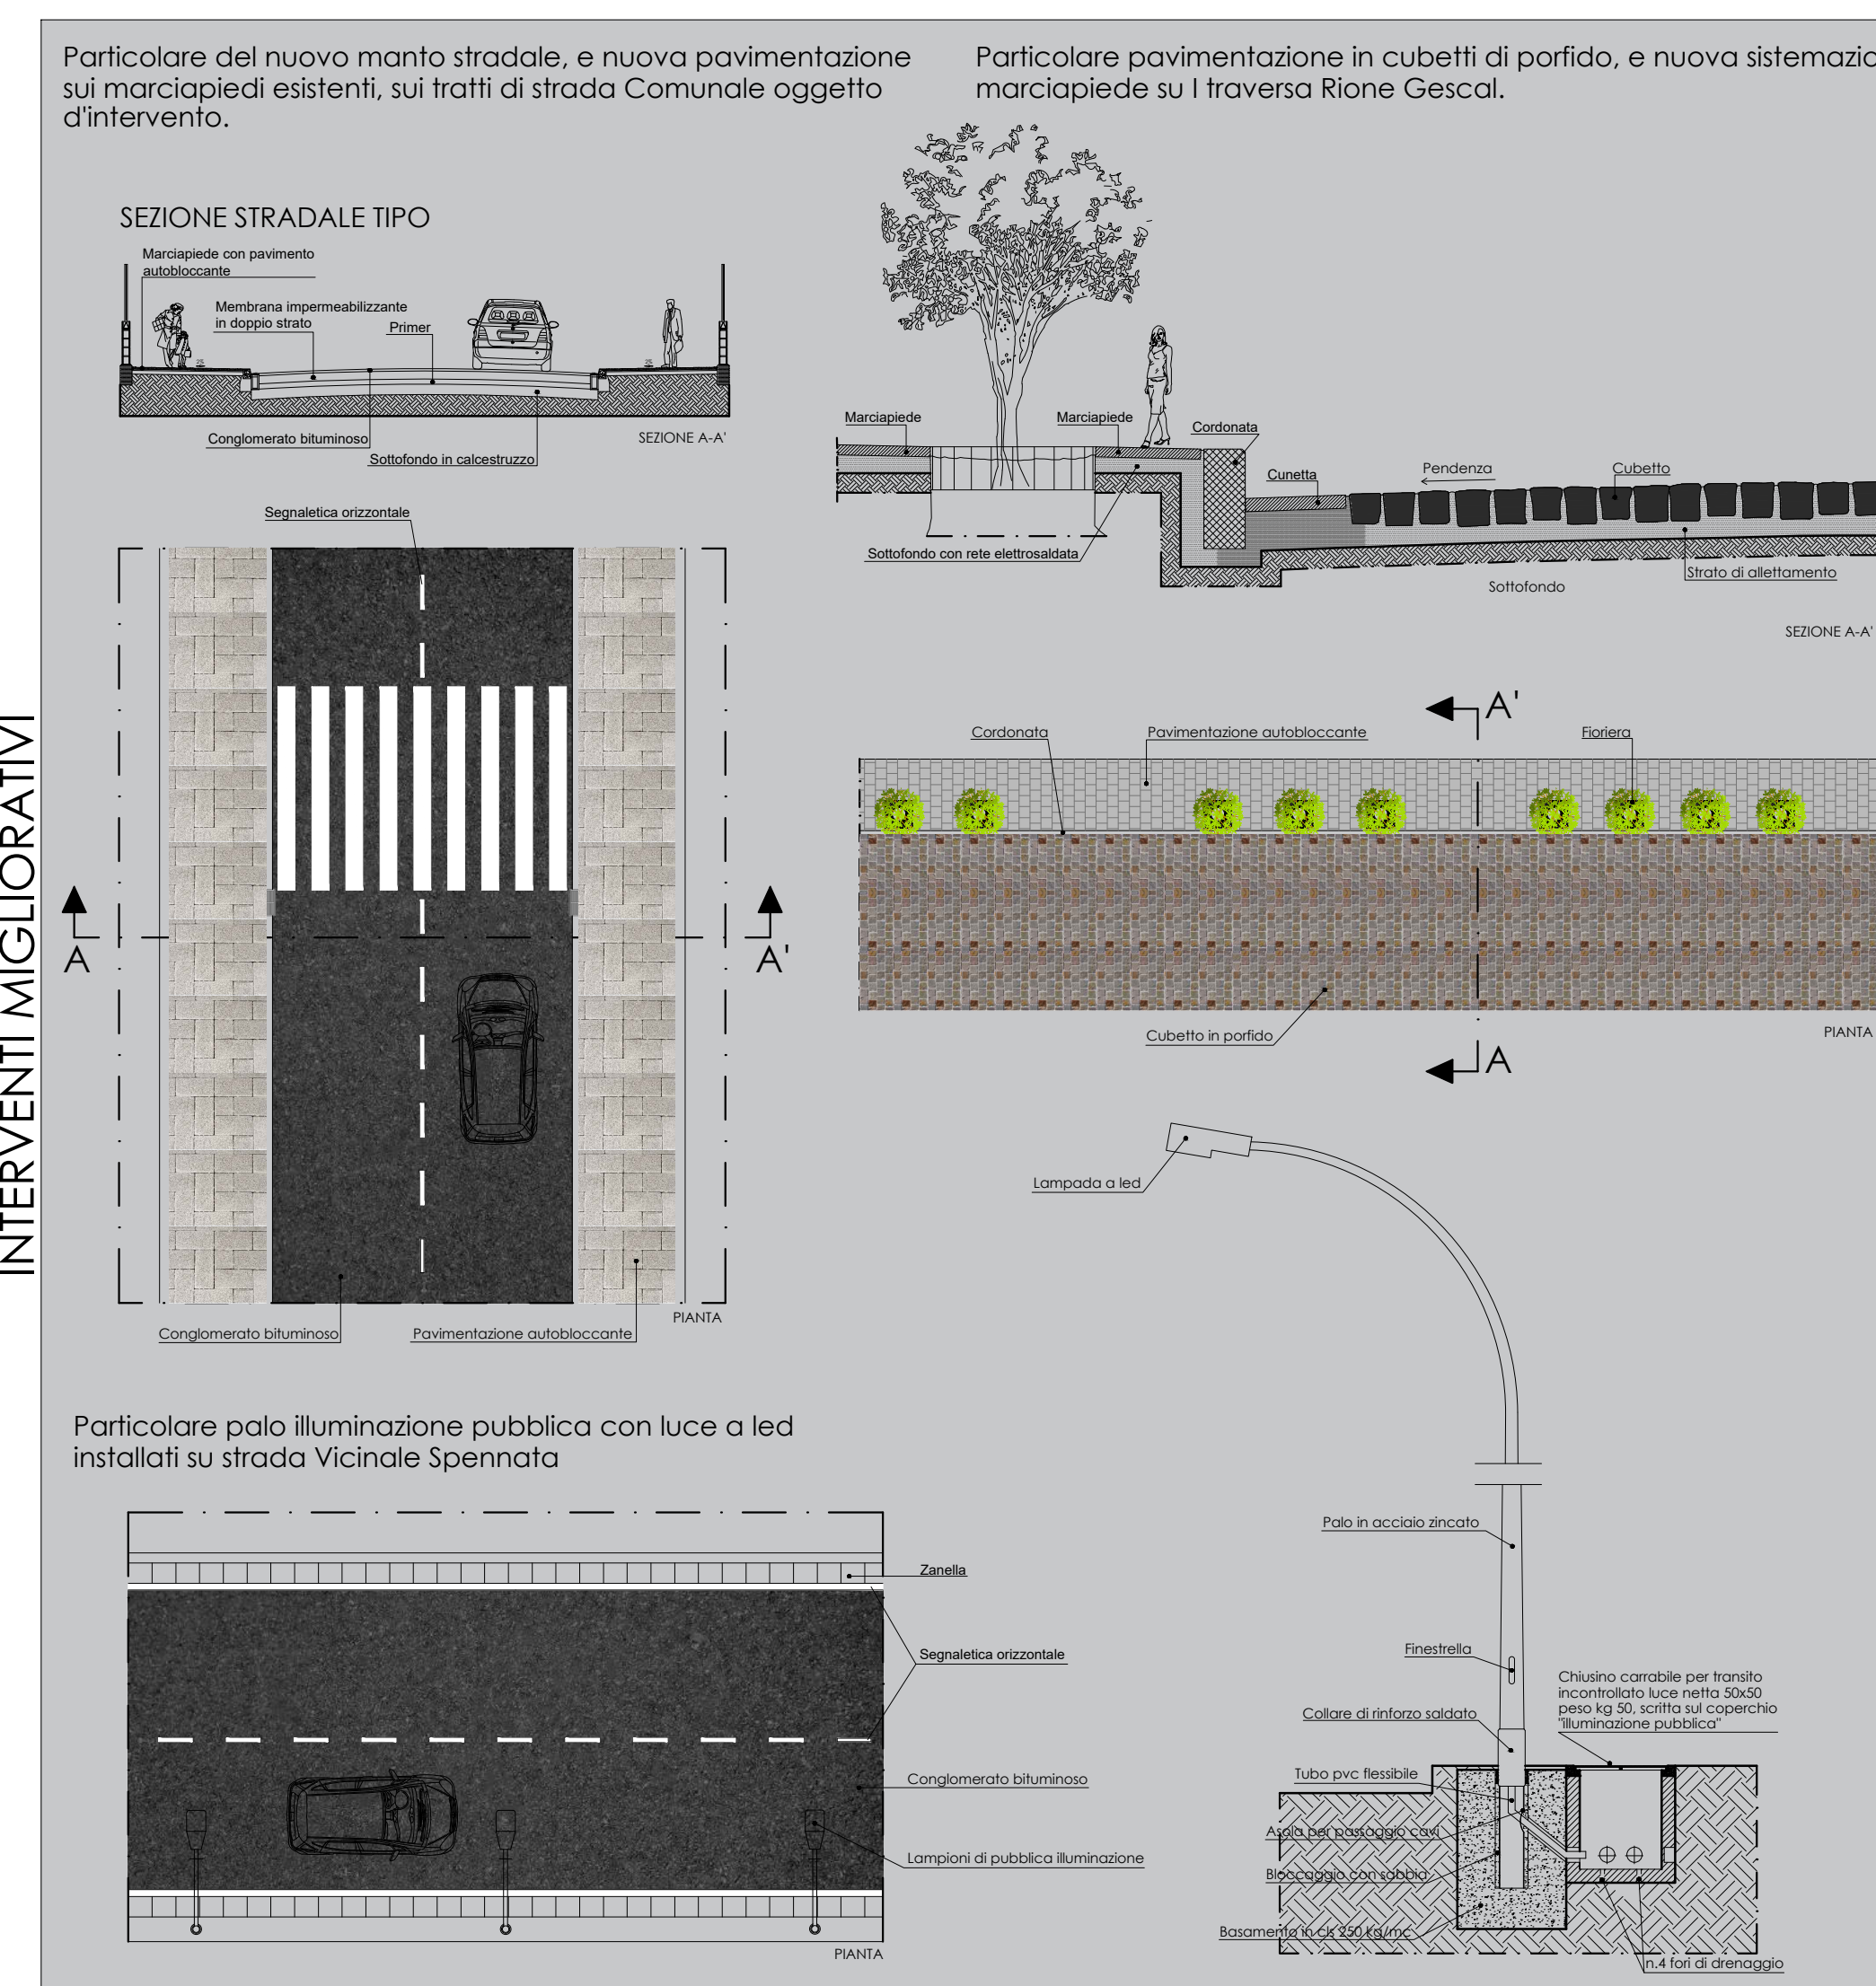 INTERVENTI MIGLIORATIVI
Particolare del nuovo manto stradale, e nuova pavimentazione
sui marciapiedi esistenti, sui tratti di strada Comunale oggetto
d'intervento.
SEZIONE STRADALE TIPO
Marciapiede con pavimento
autobloccante
Membrana impermeabilizzante
in doppio strato
Primer
Conglomerato bituminoso
Sottofondo in calcestruzzo
SEZIONE A-A'
Segnaletica orizzontale
A
A'
PIANTA
Conglomerato bituminoso
Pavimentazione autobloccante
Particolare pavimentazione in cubetti di porfido, e nuova
marciapiede su I traversa Rione Gescal.
Marciapiede
Marciapiede
Cordonata
Cunetta
Pendenza
Cubetto
Sottofondo con rete elettrosaldata
Strato di allettamento
Sottofondo
SEZIONE A-A'
A'
Cordonata
Pavimentazione autobloccante
Fioriera
Cubetto in porfido
PIANTA
A
Particolare palo illuminazione pubblica con luce a led
installati su strada Vicinale Spennata
Zanella
Segnaletica orizzontale
Conglomerato bituminoso
Lampioni di pubblica illuminazione
PIANTA
Lampada a led
Palo in acciaio zincato
Finestrella
Chiusino carrabile per transito
incontrollato luce netta 50x50
peso kg 50, scritta sul coperchio
"illuminazione pubblica"
Collare di rinforzo saldato
Tubo pvc flessibile
Asola per passaggio cavi
Bloccaggio con sabbia
Basamento in cls 250 kg/mc
n.4 fori di drenaggio